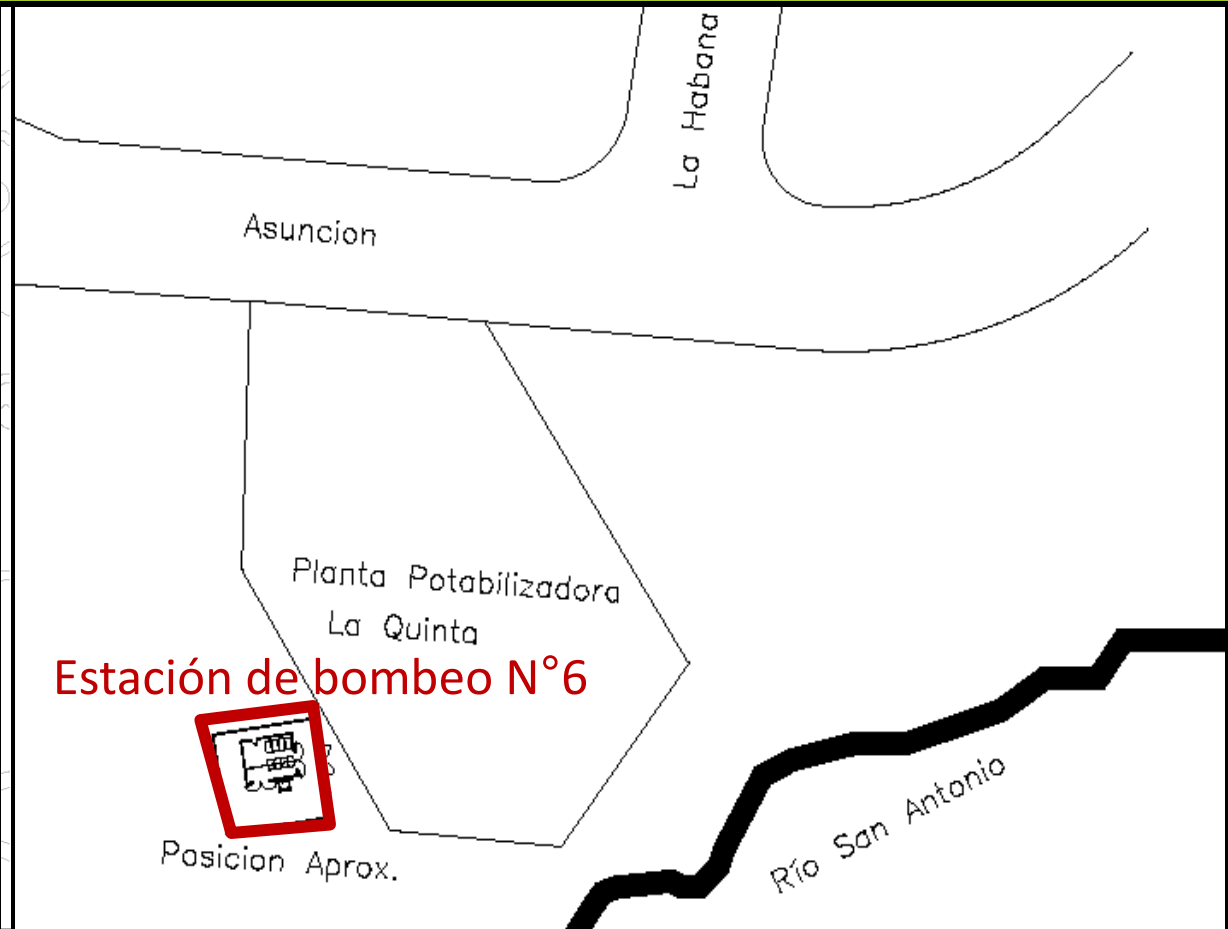 La Habana
Asuncion
Planta Potabilizadora
La Quinta
Estación de bombeo N°6
Posicion Aprox.
Río San Antonio